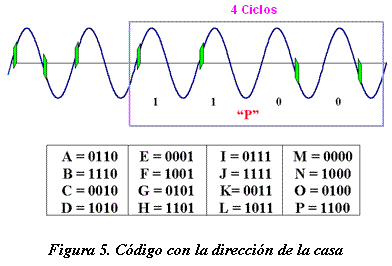 4 Ciclos
1 1 0 0
“P”
A = 0110 E = 0001 I = 0111 M = 0000
B = 1110 F = 1001 J = 1111 N = 1000
C = 0010 G = 0101 K= 0011 O = 0100
D = 1010 H = 1101 L = 1011 P = 1100
Figura 5. Código con la dirección de la casa